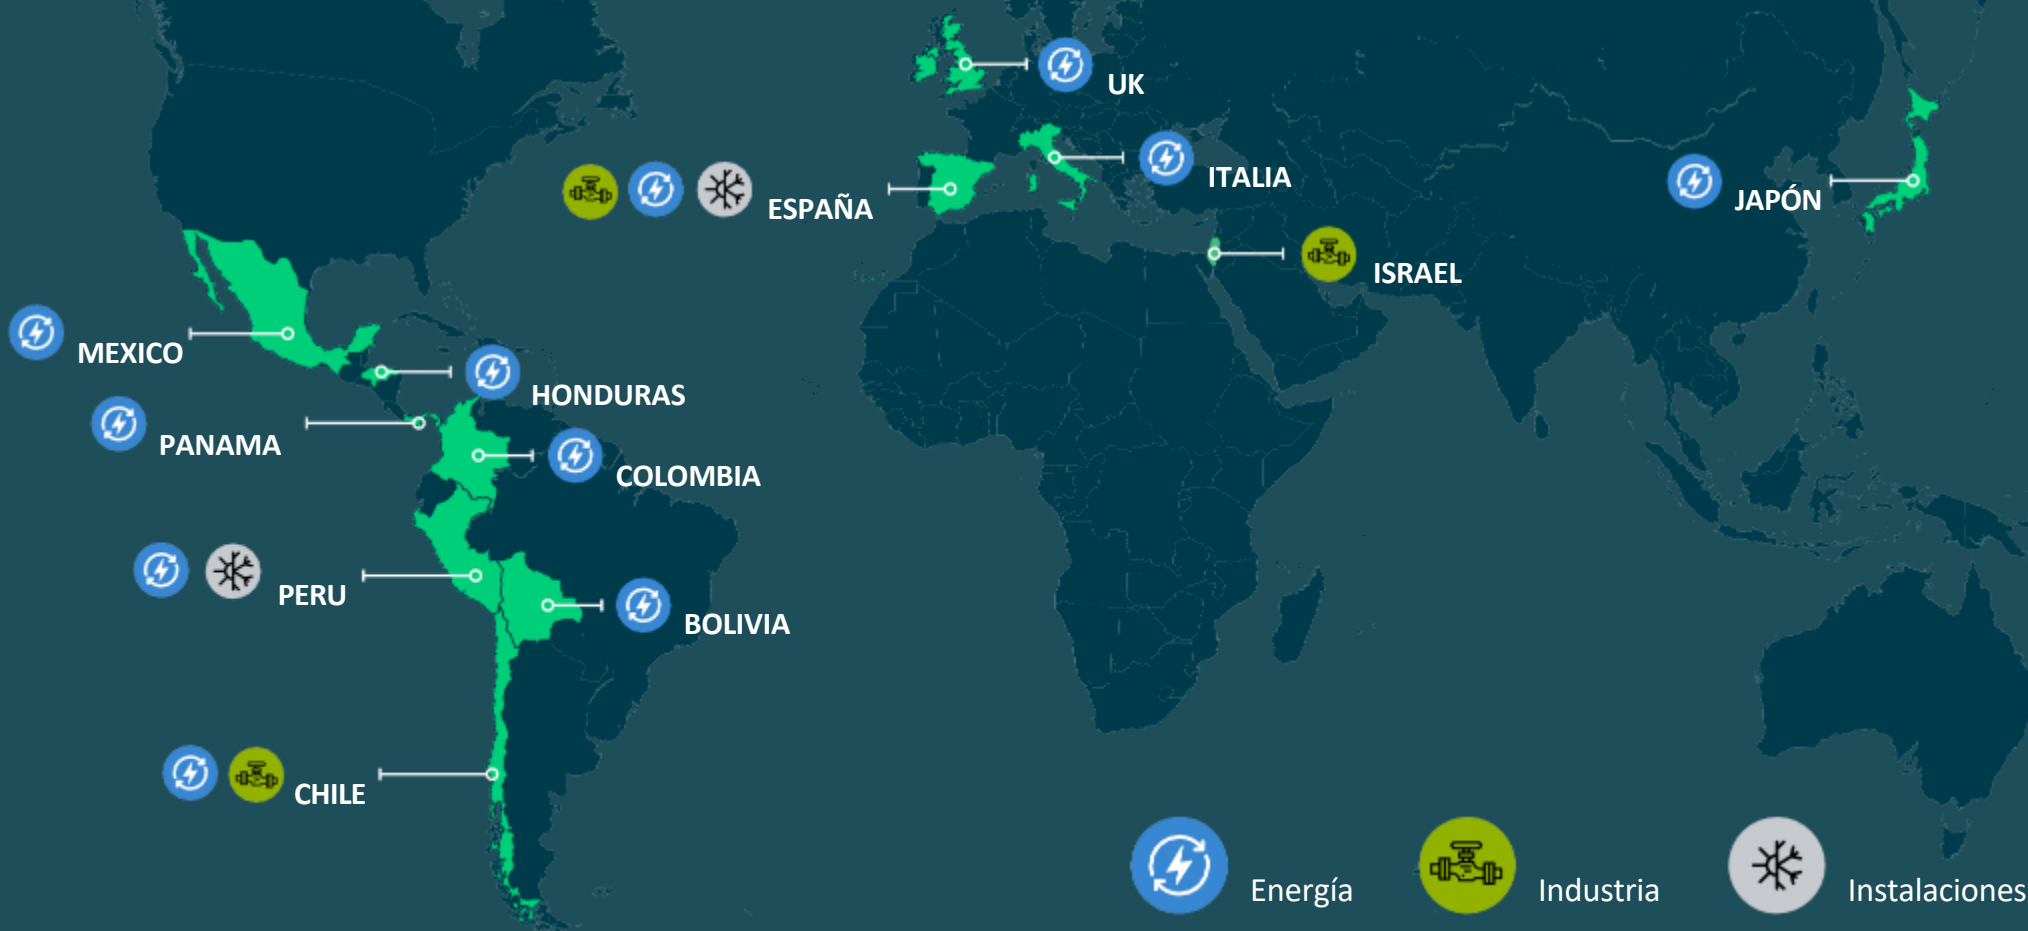 UK
ITALIA
ESPAÑA
JAPÓN
ISRAEL
MEXICO
HONDURAS
PANAMA
COLOMBIA
PERU
BOLIVIA
CHILE
Energía
Industria
Instalaciones